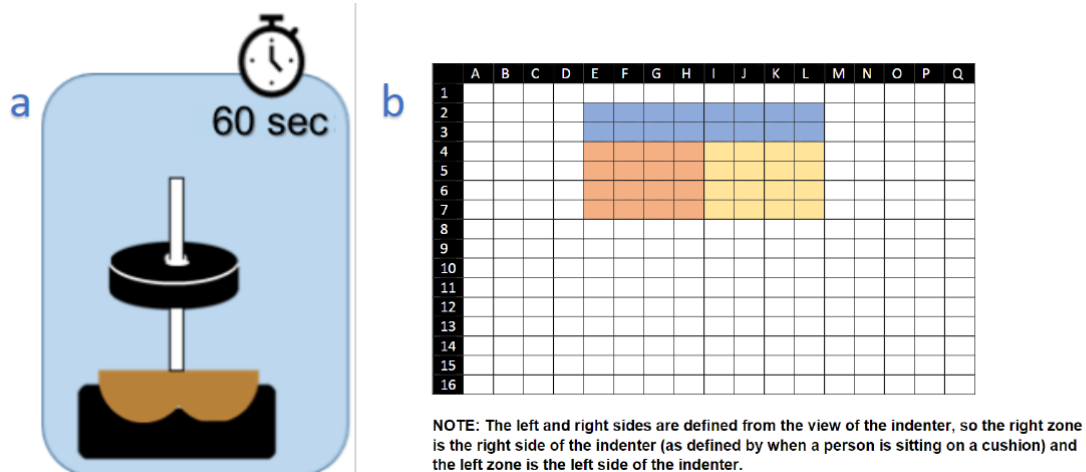 a
60 sec
b
A B C D E F G H I J K L M N O P Q
1
2
3
4
5
6
7
8
9
10
11
12
13
14
15
16
NOTE: The left and right sides are defined from the view of the indenter, so the right zone
is the right side of the indenter (as defined by when a person is sitting on a cushion) and
the left zone is the left side of the indenter.